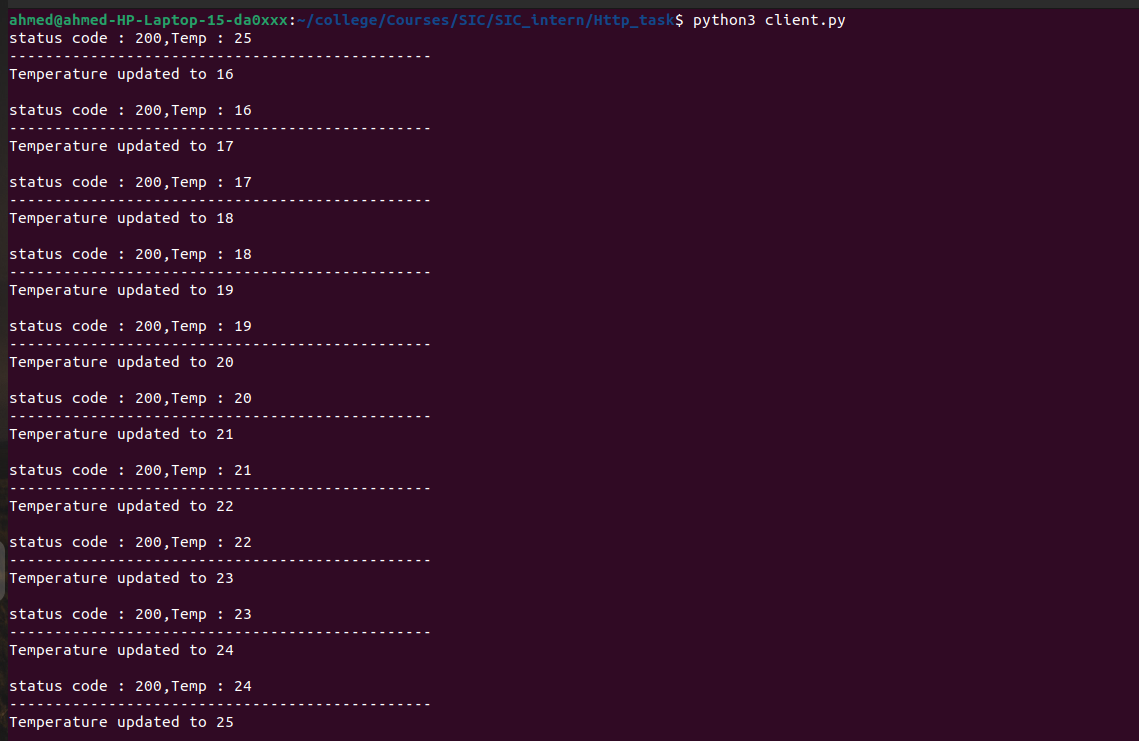 ahmed@ahmed-HP-Laptop-15-da0xxx:~/college/Courses/SIC/SIC_intern/Http_task$ python3 client.py
status code : 200,Temp : 25
-----------------------------------------------
Temperature updated to 16
status code : 200,Temp : 16
-----------------------------------------------
Temperature updated to 17
status code : 200,Temp : 17
-----------------------------------------------
Temperature updated to 18
status code : 200,Temp : 18
-----------------------------------------------
Temperature updated to 19
status code : 200,Temp : 19
-----------------------------------------------
Temperature updated to 20
status code : 200,Temp : 20
-----------------------------------------------
Temperature updated to 21
status code : 200,Temp : 21
-----------------------------------------------
Temperature updated to 22
status code : 200,Temp : 22
-----------------------------------------------
Temperature updated to 23
status code : 200,Temp : 23
-----------------------------------------------
Temperature updated to 24
status code : 200,Temp : 24
-----------------------------------------------
Temperature updated to 25